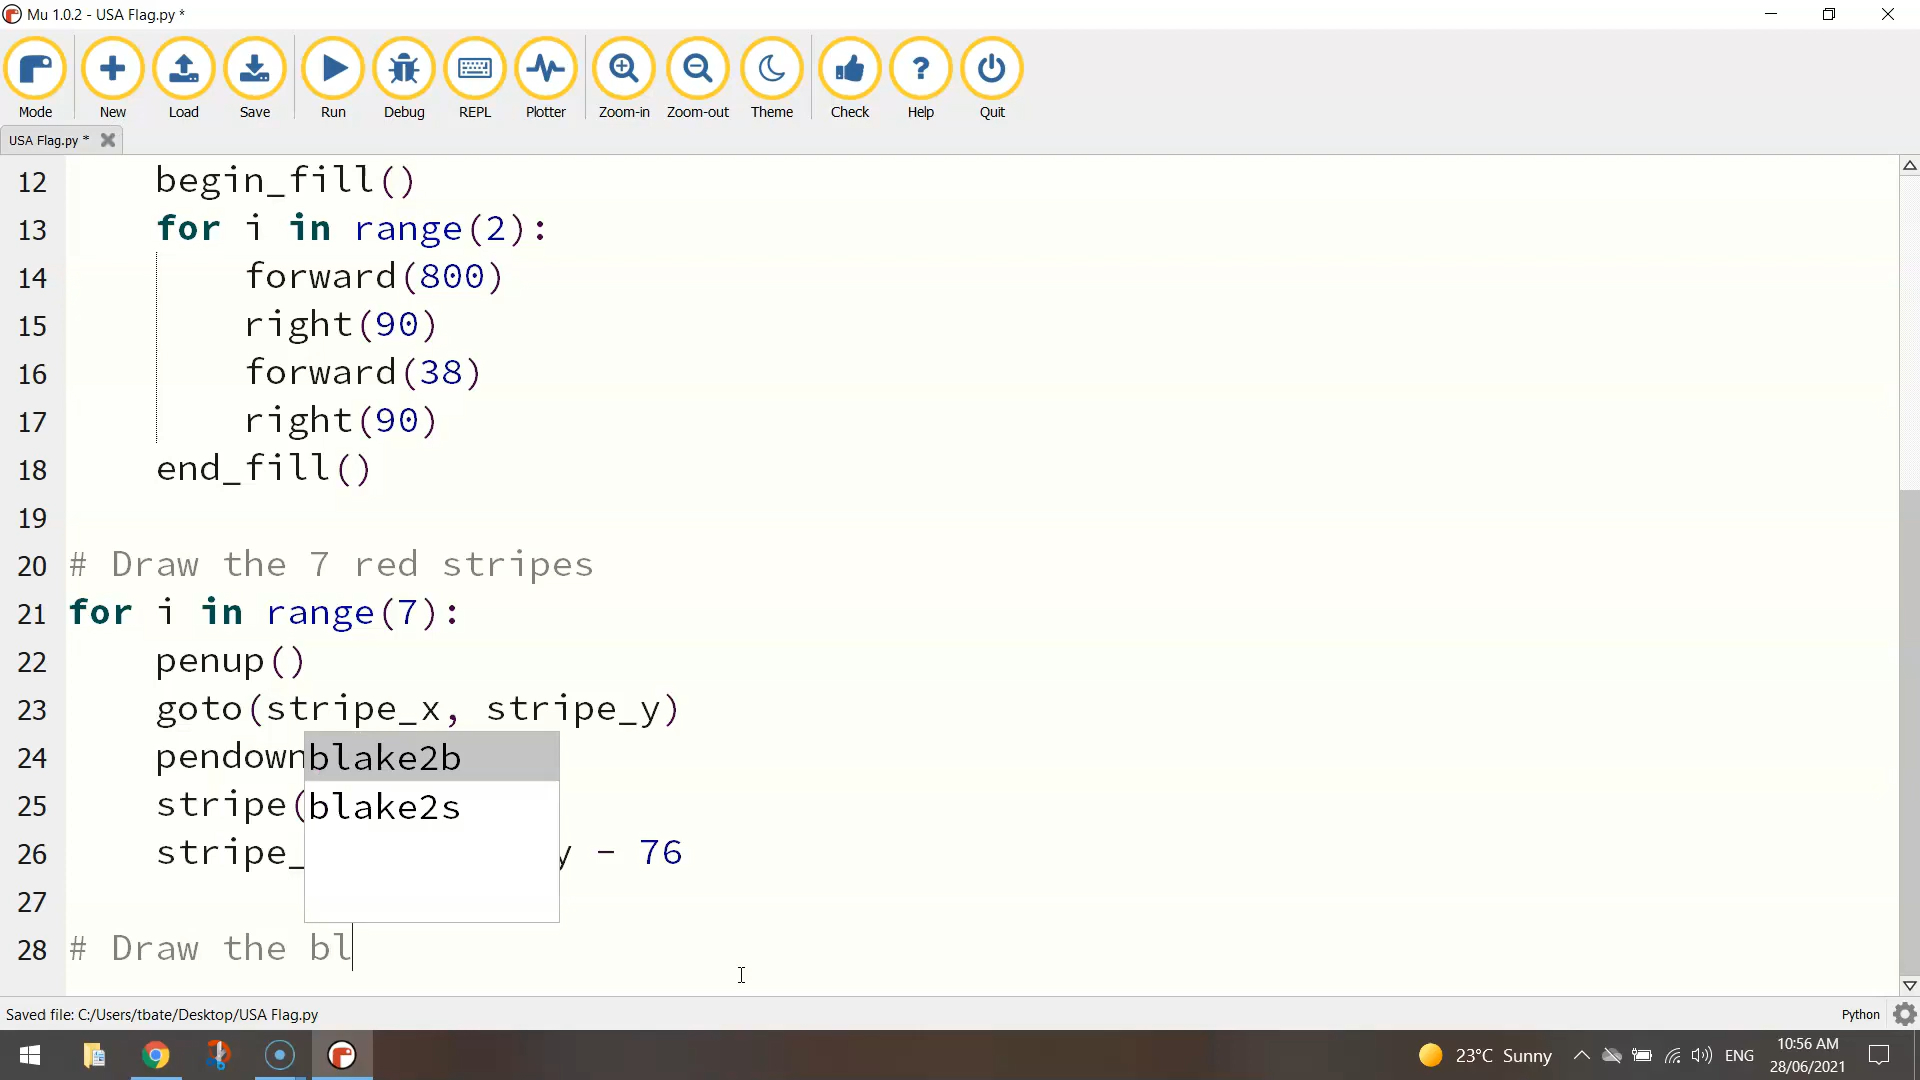 Mu 1.0.2 - USA Flag.py *
Mode New Load Save Run Debug REPL Plotter Zoom-in Zoom-out Theme Check Help Quit
USA Flag.py *
12 begin_fill()
13 for i in range(2):
14 forward(800)
15 right(90)
16 forward(38)
17 right(90)
18 end_fill()
19
20 # Draw the 7 red stripes
21 for i in range(7):
22 penup()
23 goto(stripe_x, stripe_y)
24 pendown
blake2b
25 stripe(
blake2s
26 stripe_ y - 76
27
28 # Draw the bl
Saved file: C:/Users/tbate/Desktop/USA Flag.py
Python
23°C Sunny
ENG
10:56 AM
28/06/2021